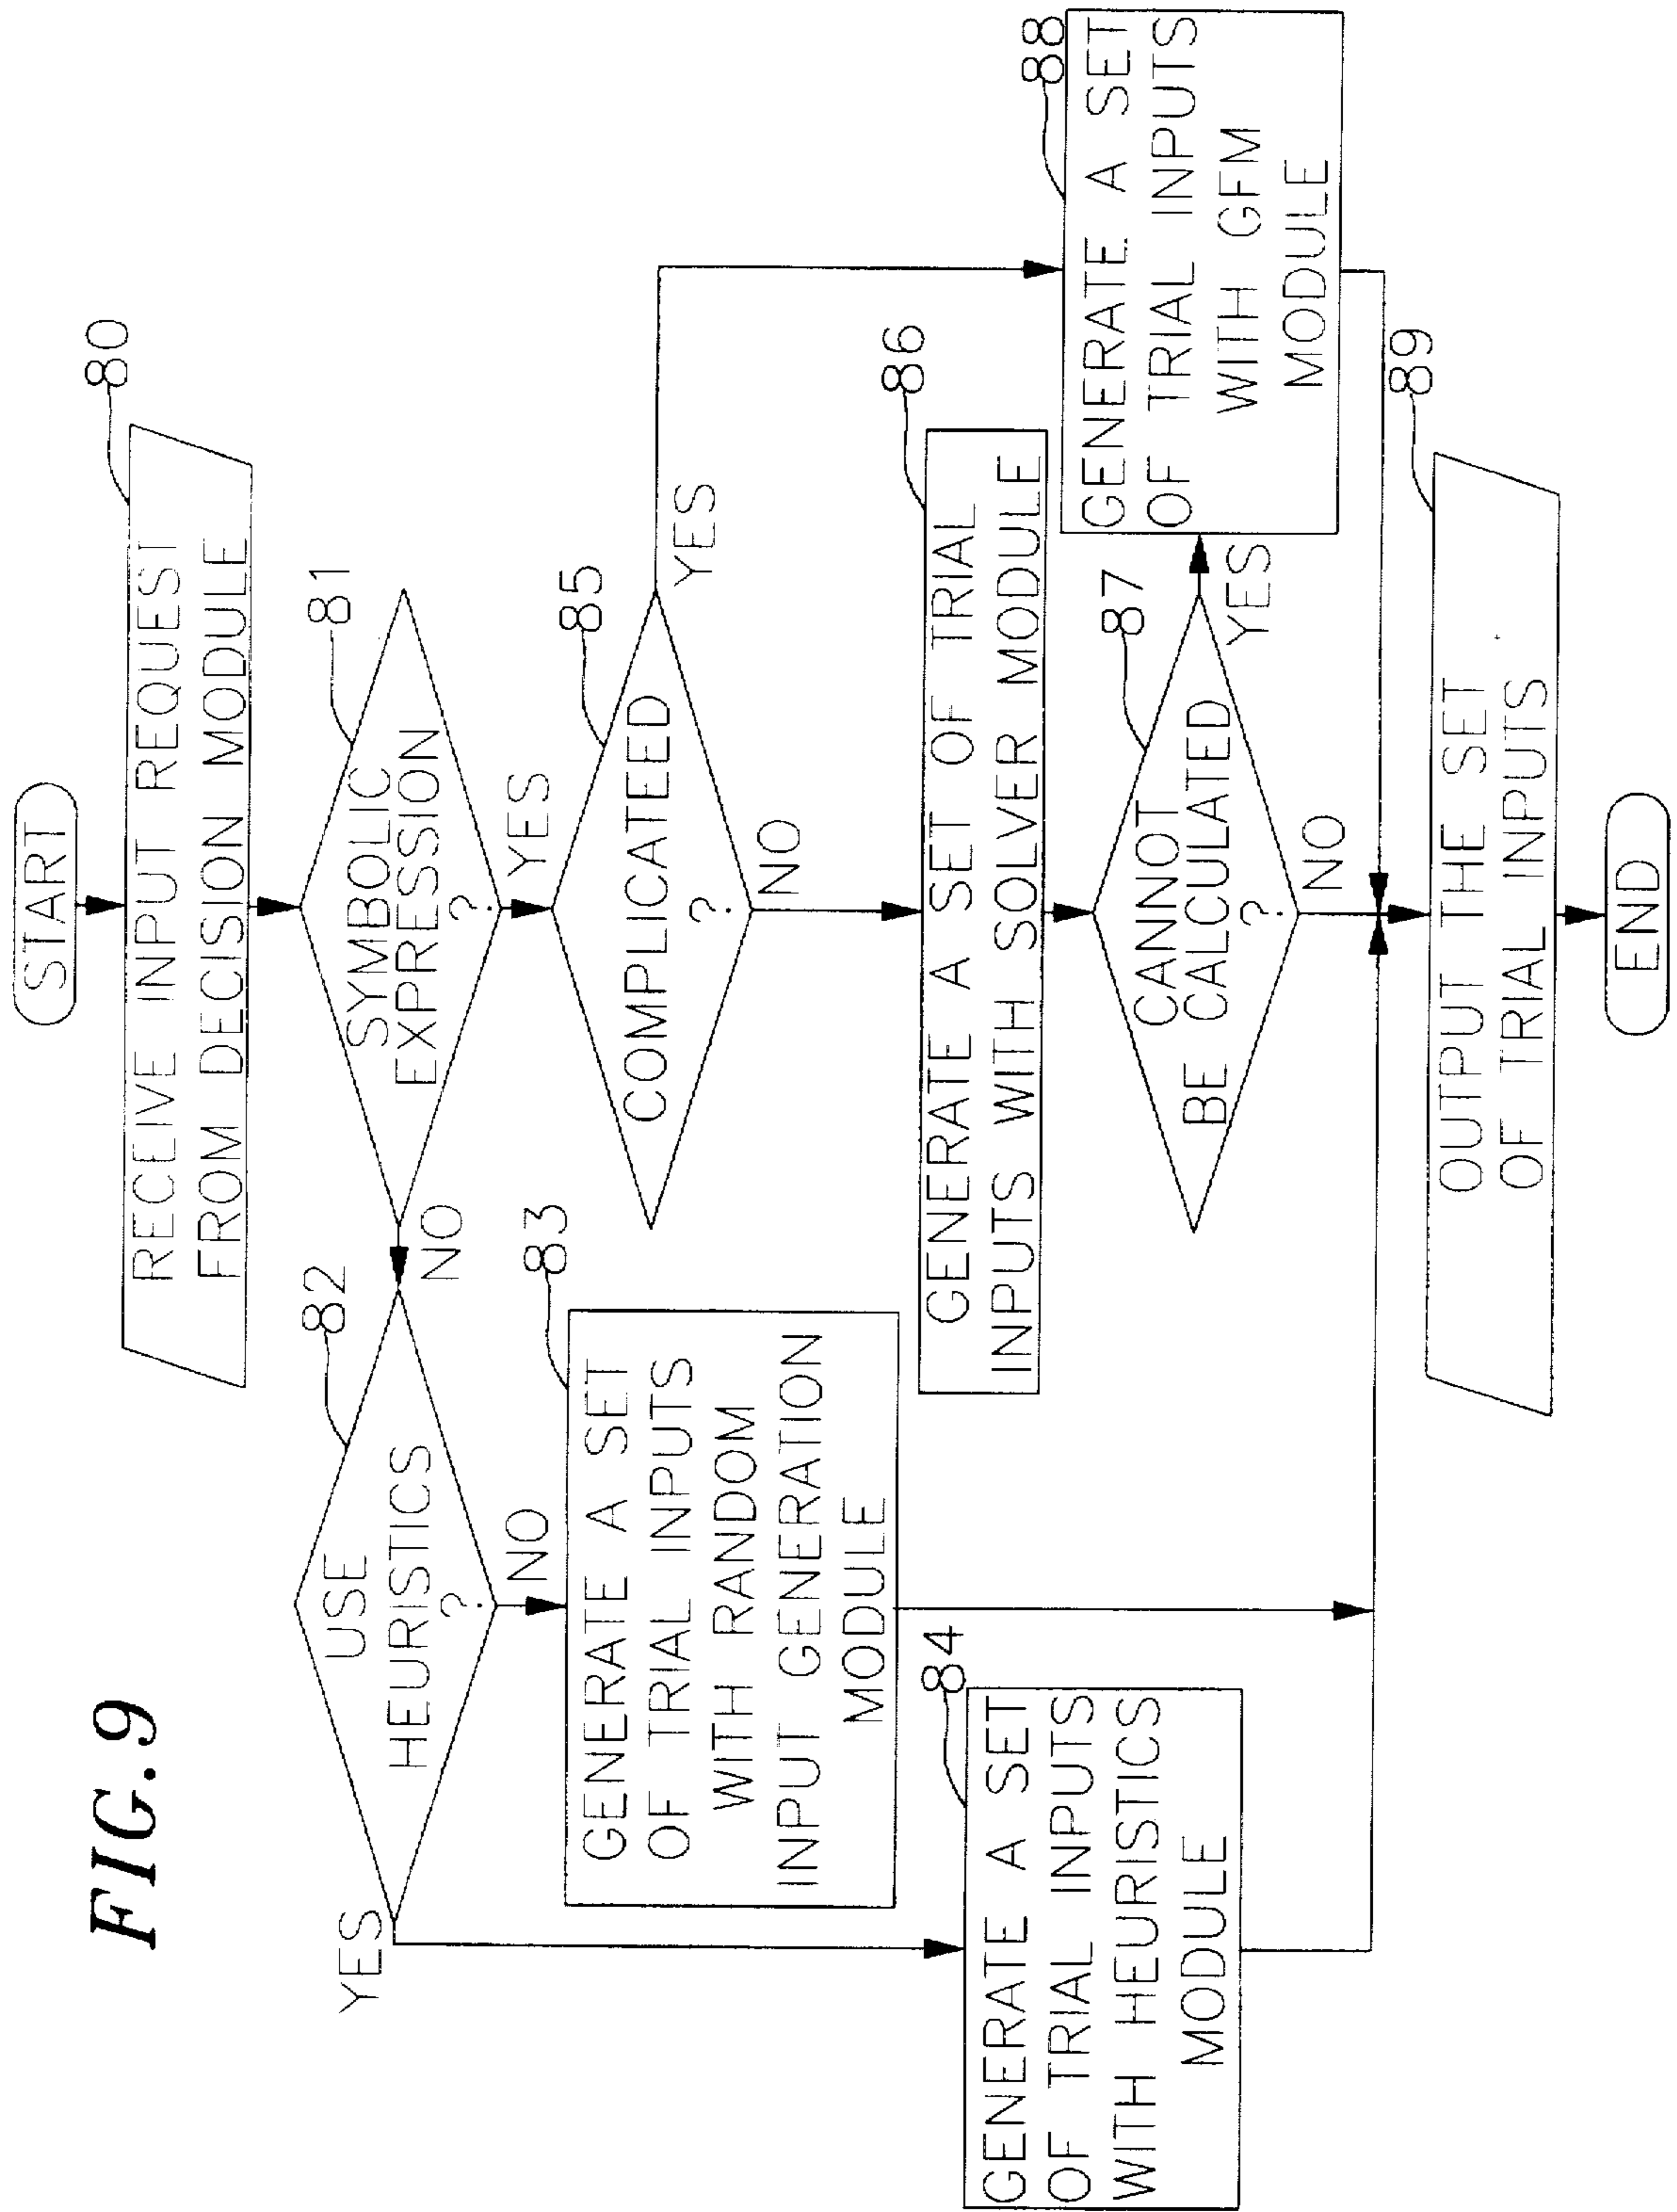 FIG.9
START
80
RECEIVE INPUT REQUEST
FROM DECISION MODULE
81
SYMBOLIC
EXPRESSION
?
NO
YES
82
USE
HEURISTICS
?
YES
NO
83
GENERATE A SET
OF TRIAL INPUTS
WITH RANDOM
INPUT GENERATION
MODULE
84
GENERATE A SET
OF TRIAL INPUTS
WITH HEURISTICS
MODULE
85
COMPLICATEED
?
YES
NO
86
GENERATE A SET OF TRIAL
INPUTS WITH SOLVER MODULE
87
CANNOT
BE CALCULATED
?
YES
NO
88
GENERATE A SET
OF TRIAL INPUTS
WITH GFM
MODULE
89
OUTPUT THE SET
OF TRIAL INPUTS
END